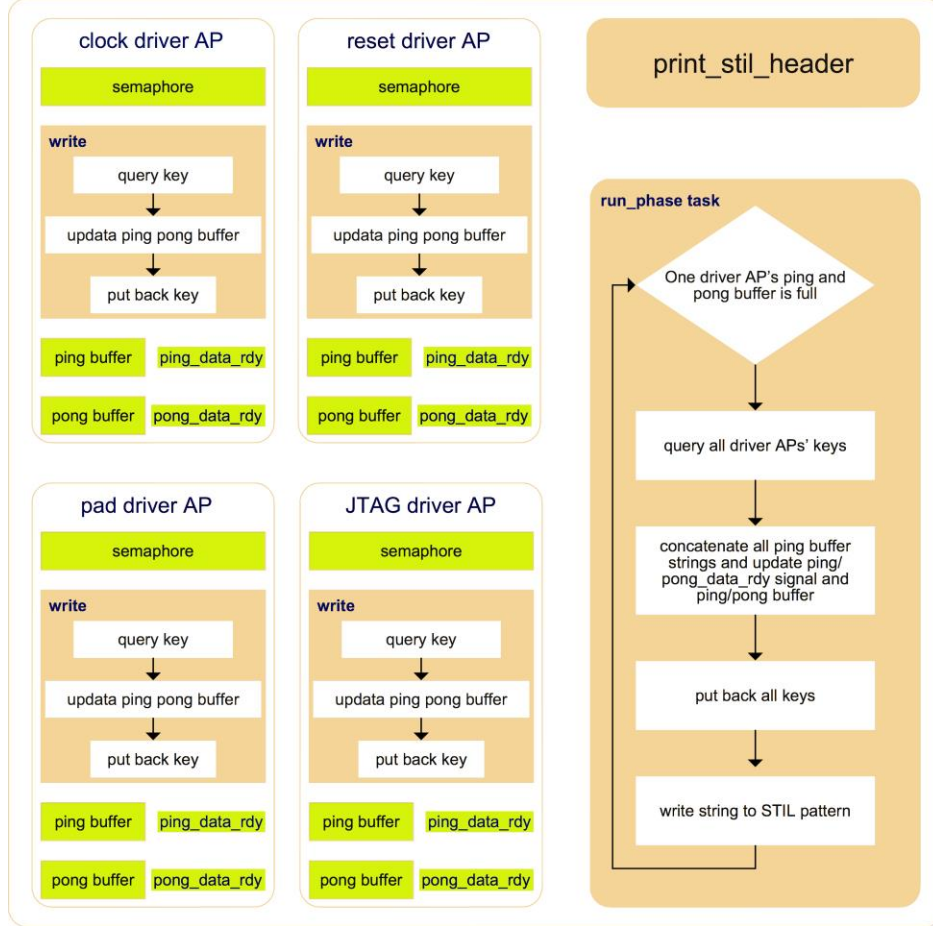 clock driver AP
semaphore
write
query key
updata ping pong buffer
put back key
ping buffer
ping_data_rdy
pong buffer
pong_data_rdy
reset driver AP
semaphore
write
query key
updata ping pong buffer
put back key
ping buffer
ping_data_rdy
pong buffer
pong_data_rdy
pad driver AP
semaphore
write
query key
updata ping pong buffer
put back key
ping buffer
ping_data_rdy
pong buffer
pong_data_rdy
JTAG driver AP
semaphore
write
query key
updata ping pong buffer
put back key
ping buffer
ping_data_rdy
pong buffer
pong_data_rdy
print_stil_header
run_phase task
One driver AP's ping and
pong buffer is full
query all driver APs' keys
concatenate all ping buffer
strings and update ping/
pong_data_rdy signal and
ping/pong buffer
put back all keys
write string to STIL pattern